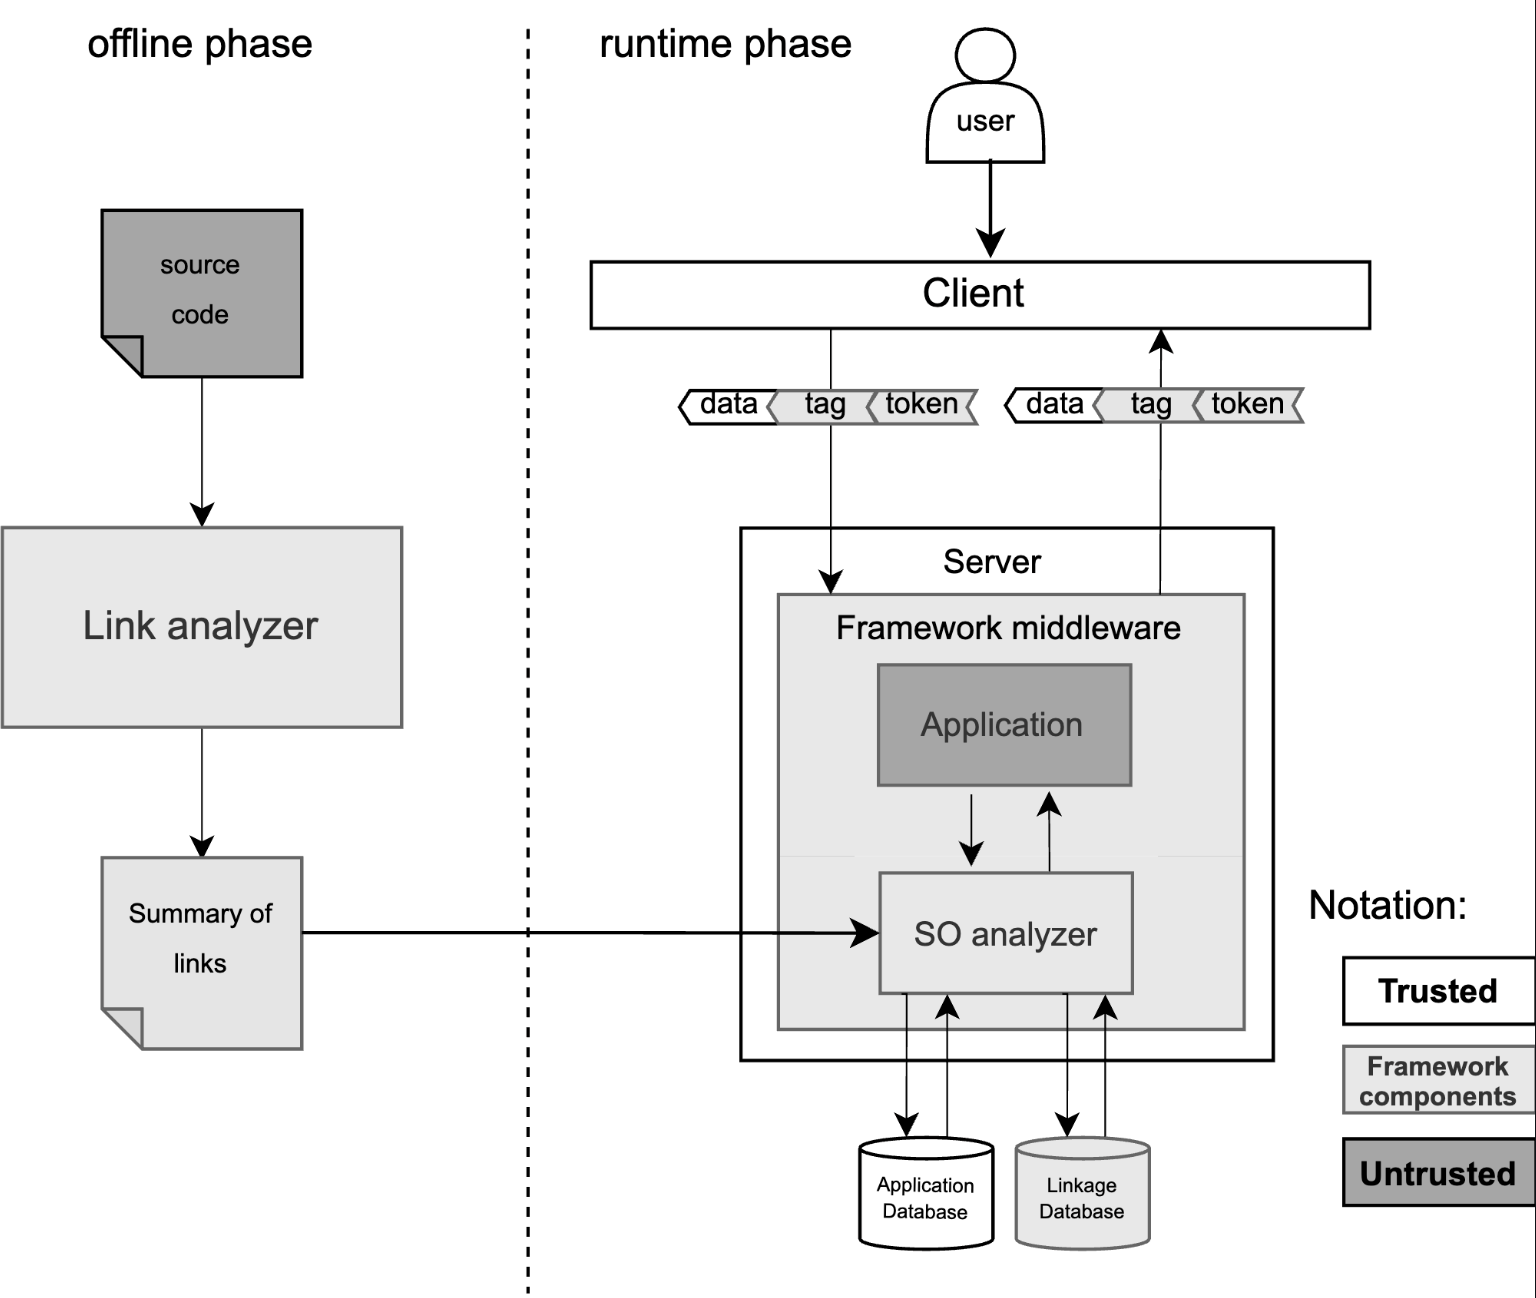 offline phase
runtime phase
user
source
code
Client
data tag token
data tag token
Server
Link analyzer
Framework middleware
Application
Summary of
links
SO analyzer
Notation:
Trusted
Framework
components
Untrusted
Application
Database
Linkage
Database